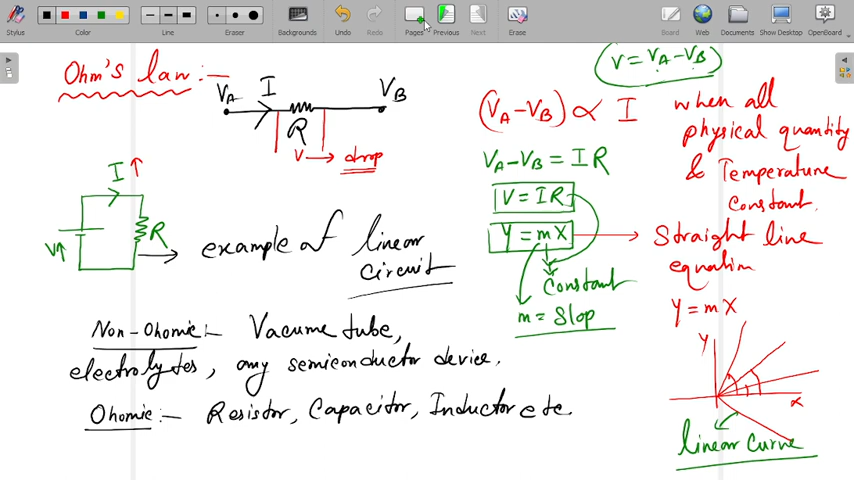 Stylus Color Line Eraser Backgrounds Undo Redo Pages Previous Next Erase Board Web Documents Show Desktop OpenBoard
Ohm's law :-
VA I VB
R
V → drop
V = VA - VB
(VA - VB) ∝ I when all
physical quantity
& Temperature
constant.
VA - VB = IR
V = IR
Y = mX → Straight line
equation
Constant
m = Slop
Y = mX
I ↑
V↑ R → example of linear
circuit
Non-Ohomic :- Vacume tube,
electrolytes, any semiconductor device.
Ohomic :- Resistor, Capacitor, Inductor etc.
Y
x
linear Curve